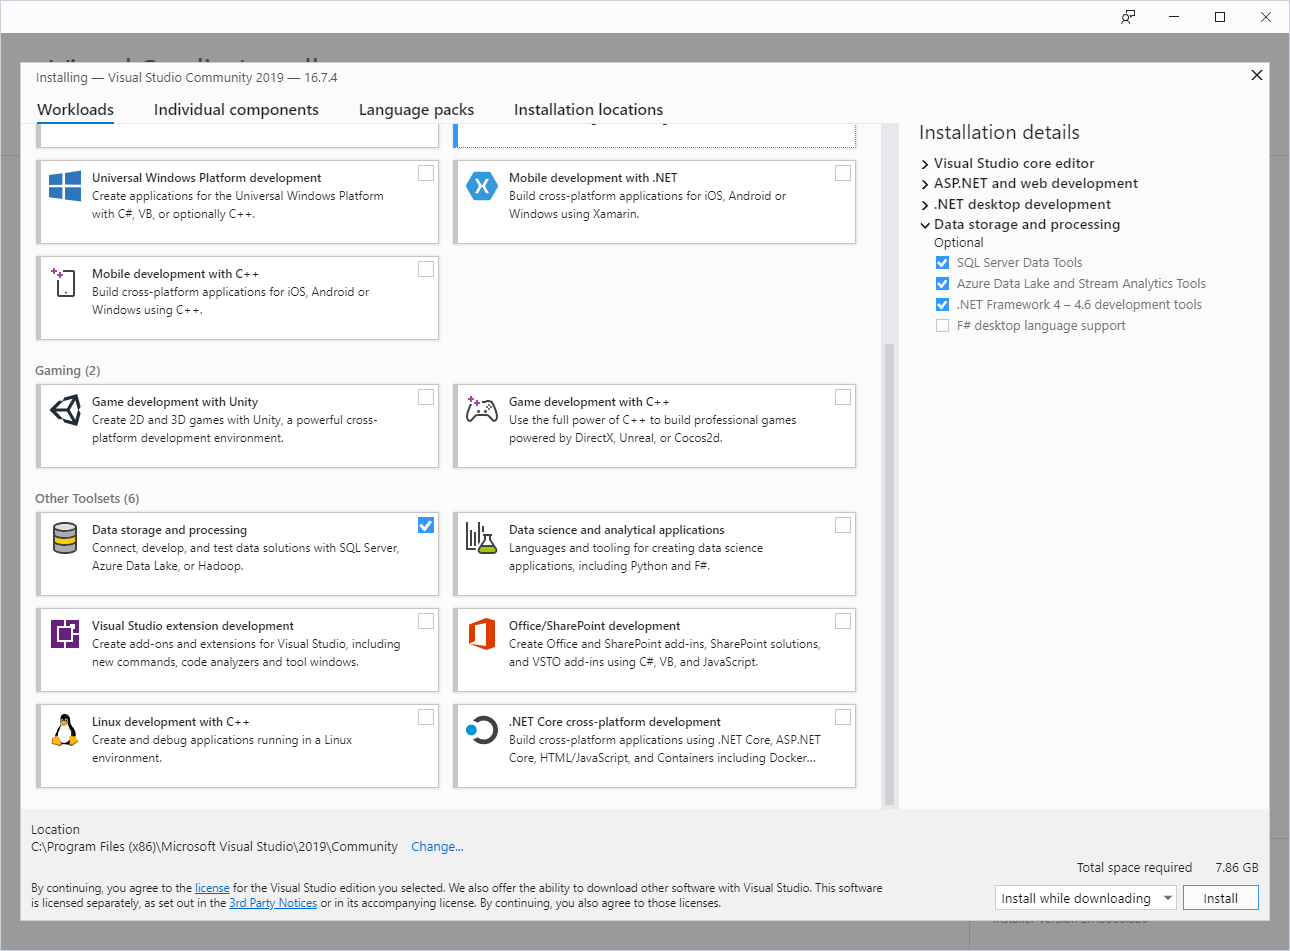 Installing — Visual Studio Community 2019 — 16.7.4
Workloads
Individual components
Language packs
Installation locations
Universal Windows Platform development
Create applications for the Universal Windows Platform
with C#, VB, or optionally C++.
Mobile development with .NET
Build cross-platform applications for iOS, Android or
Windows using Xamarin.
Mobile development with C++
Build cross-platform applications for iOS, Android or
Windows using C++.
Gaming (2)
Game development with Unity
Create 2D and 3D games with Unity, a powerful cross-
platform development environment.
Game development with C++
Use the full power of C++ to build professional games
powered by DirectX, Unreal, or Cocos2d.
Other Toolsets (6)
Data storage and processing
Connect, develop, and test data solutions with SQL Server,
Azure Data Lake, or Hadoop.
Data science and analytical applications
Languages and tooling for creating data science
applications, including Python and F#.
Visual Studio extension development
Create add-ons and extensions for Visual Studio, including
new commands, code analyzers and tool windows.
Office/SharePoint development
Create Office and SharePoint add-ins, SharePoint solutions,
and VSTO add-ins using C#, VB, and JavaScript.
Linux development with C++
Create and debug applications running in a Linux
environment.
.NET Core cross-platform development
Build cross-platform applications using .NET Core, ASP.NET
Core, HTML/JavaScript, and Containers including Docker...
Installation details
Visual Studio core editor
ASP.NET and web development
.NET desktop development
Data storage and processing
Optional
SQL Server Data Tools
Azure Data Lake and Stream Analytics Tools
.NET Framework 4 – 4.6 development tools
F# desktop language support
Location
C:\Program Files (x86)\Microsoft Visual Studio\2019\Community
Change...
Total space required
7.86 GB
By continuing, you agree to the license for the Visual Studio edition you selected. We also offer the ability to download other software with Visual Studio. This software
is licensed separately, as set out in the 3rd Party Notices or in its accompanying license. By continuing, you also agree to those licenses.
Install while downloading
Install